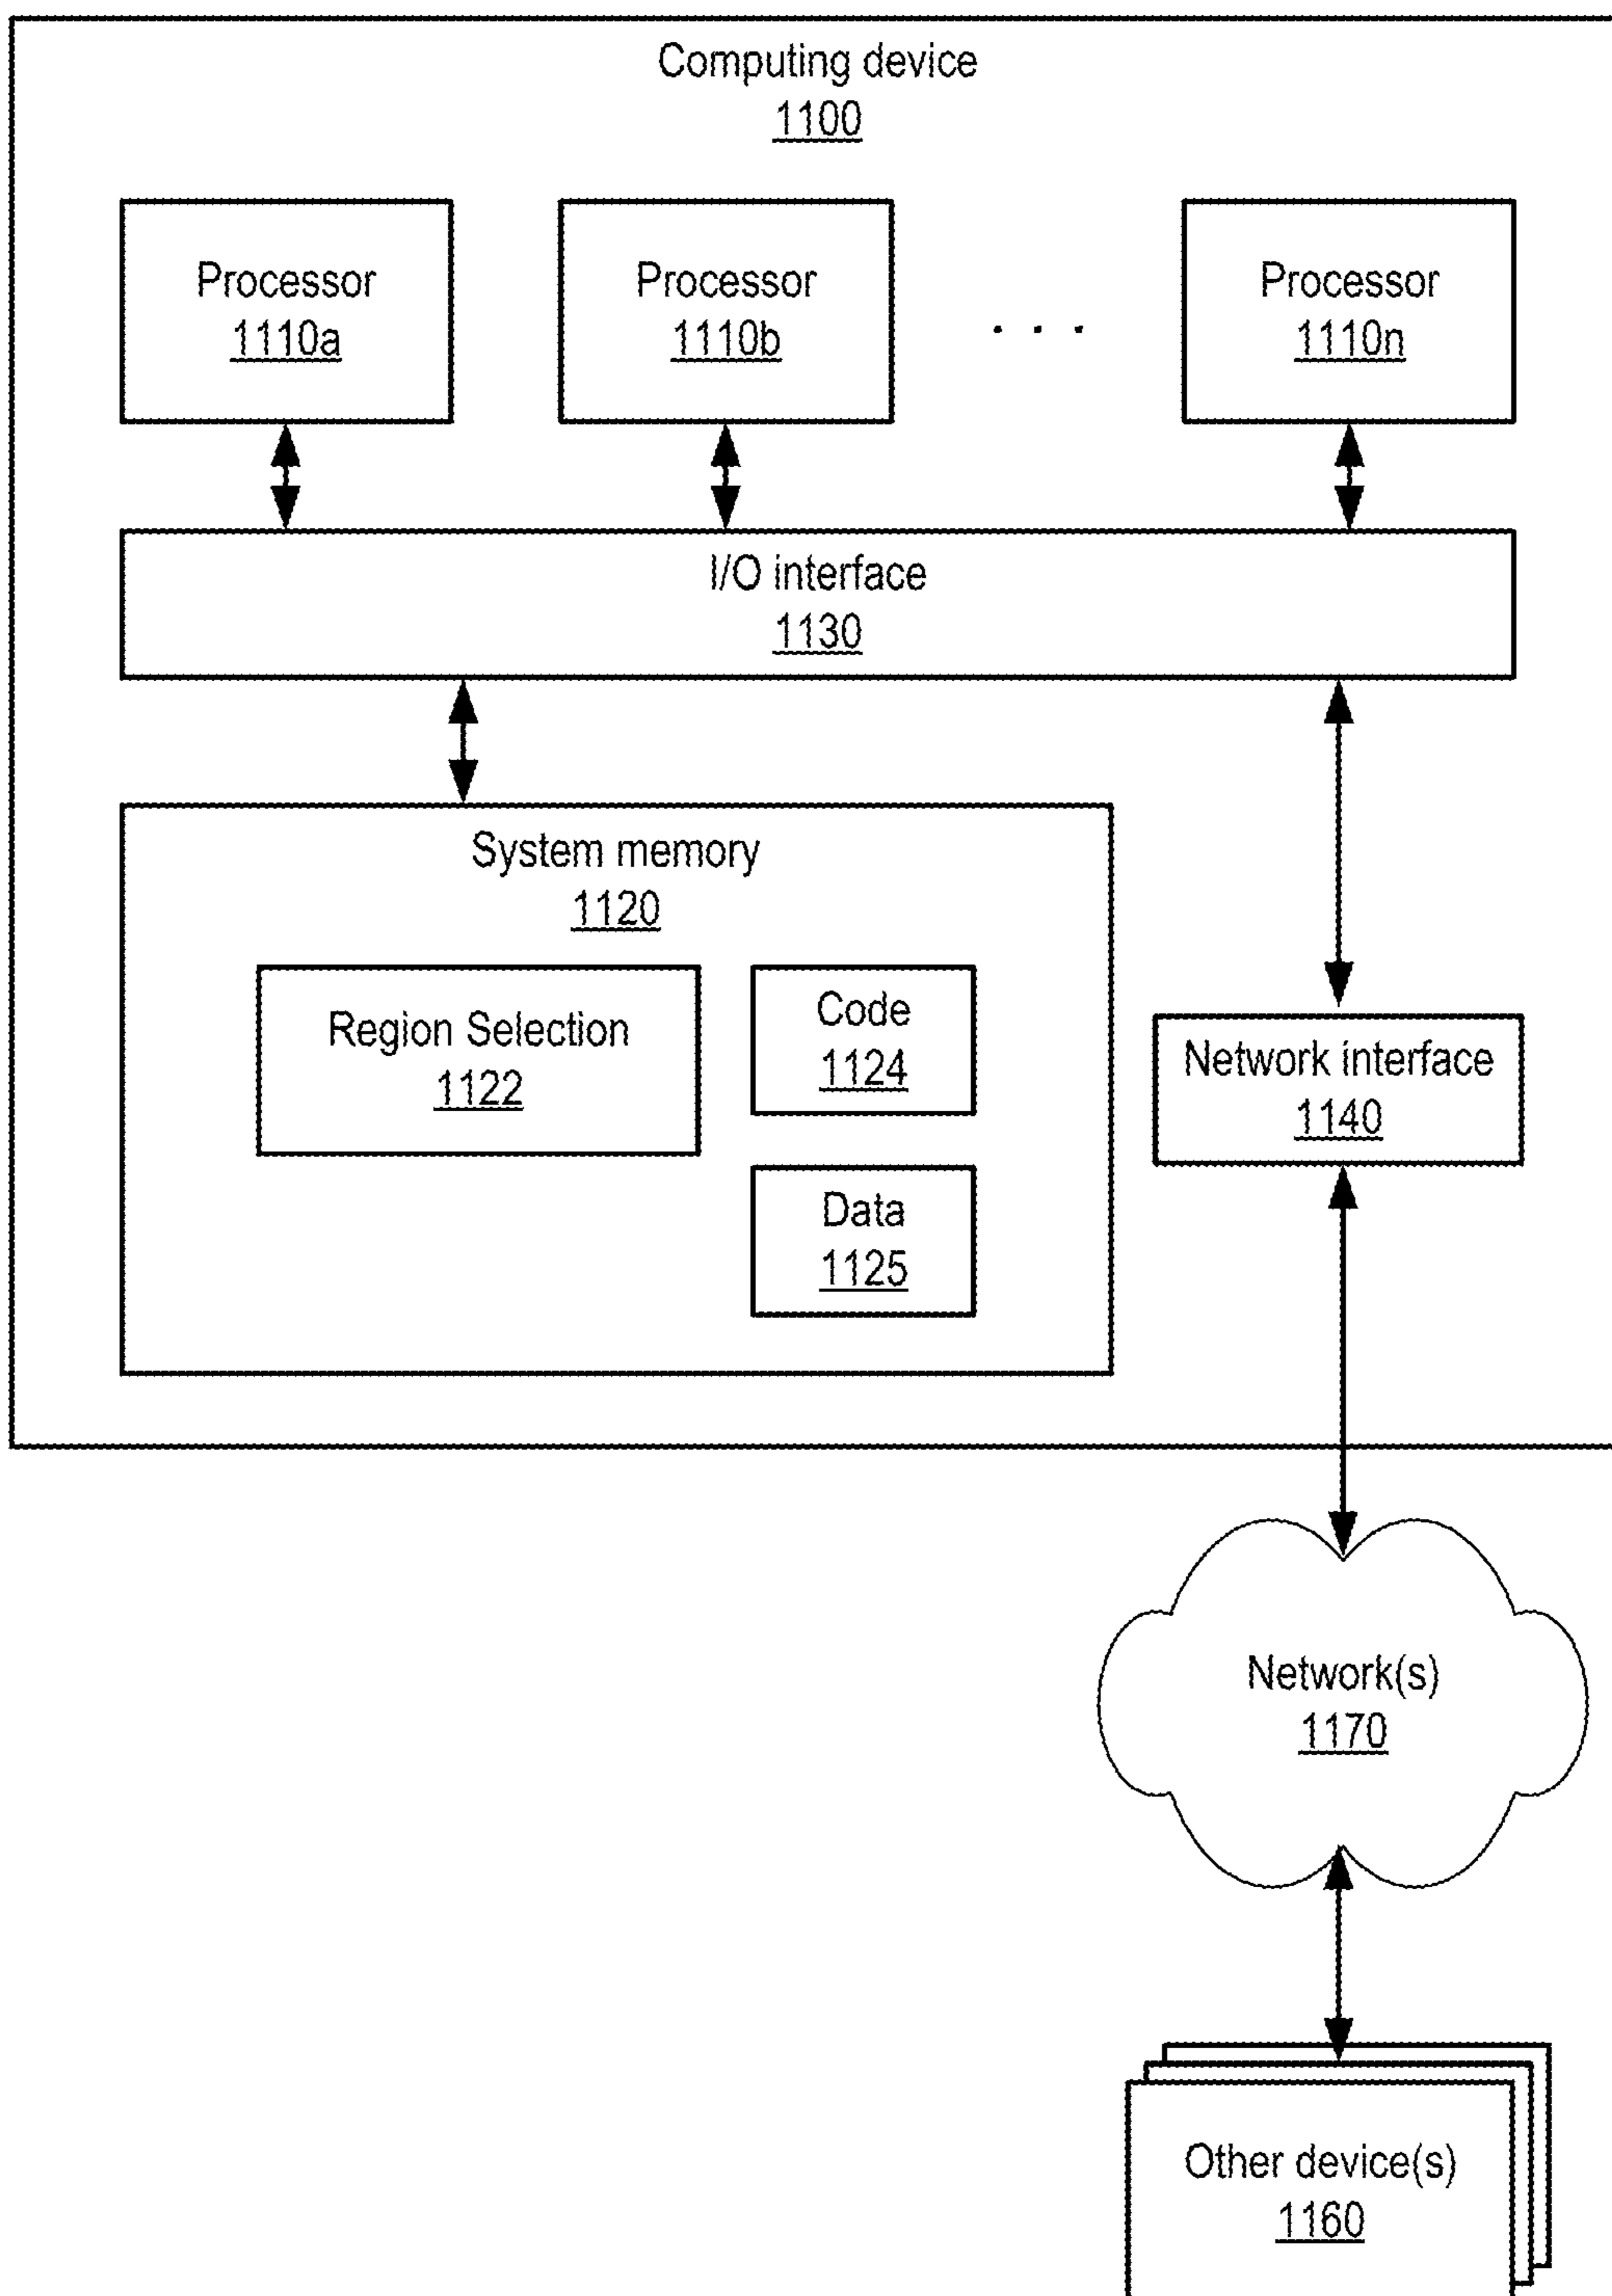 Computing device
1100
Processor
1110a
Processor
1110b
. . .
Processor
1110n
I/O interface
1130
System memory
1120
Region Selection
1122
Code
1124
Data
1125
Network interface
1140
Network(s)
1170
Other device(s)
1160